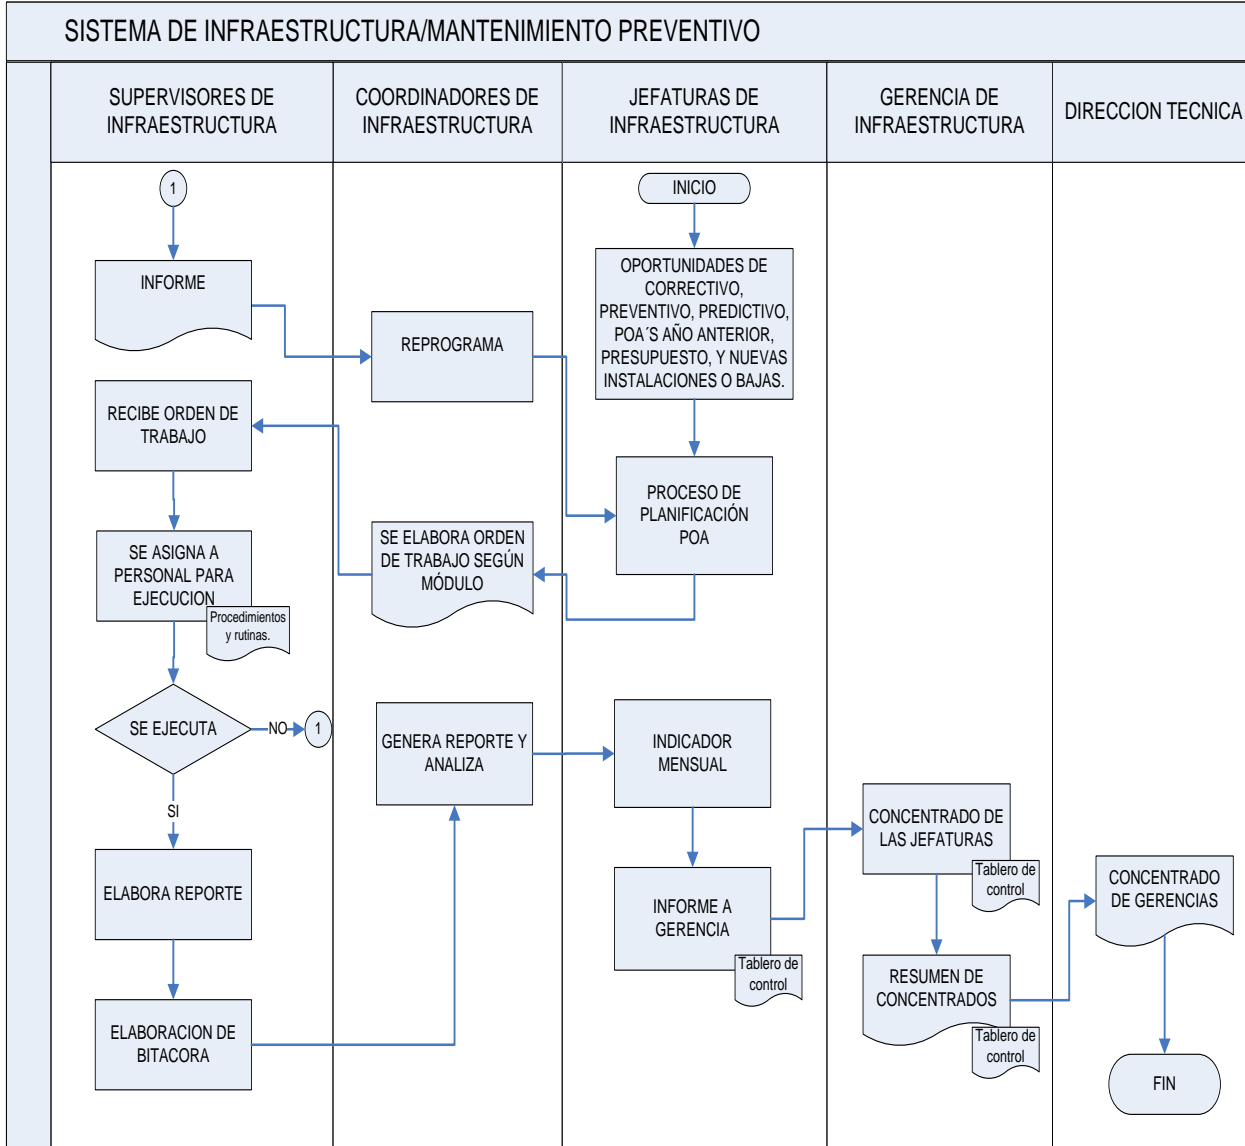 SISTEMA DE INFRAESTRUCTURA/MANTENIMIENTO PREVENTIVO
SUPERVISORES DE
INFRAESTRUCTURA
COORDINADORES DE
INFRAESTRUCTURA
JEFATURAS DE
INFRAESTRUCTURA
GERENCIA DE
INFRAESTRUCTURA
DIRECCION TECNICA
1
INFORME
RECIBE ORDEN DE
TRABAJO
SE ASIGNA A
PERSONAL PARA
EJECUCION
Procedimientos
y rutinas.
SE EJECUTA
NO
1
SI
ELABORA REPORTE
ELABORACION DE
BITACORA
REPROGRAMA
SE ELABORA ORDEN
DE TRABAJO SEGÚN
MÓDULO
GENERA REPORTE Y
ANALIZA
INICIO
OPORTUNIDADES DE
CORRECTIVO,
PREVENTIVO, PREDICTIVO,
POA´S AÑO ANTERIOR,
PRESUPUESTO, Y NUEVAS
INSTALACIONES O BAJAS.
PROCESO DE
PLANIFICACIÓN
POA
INDICADOR
MENSUAL
INFORME A
GERENCIA
Tablero de
control
CONCENTRADO DE
LAS JEFATURAS
Tablero de
control
RESUMEN DE
CONCENTRADOS
Tablero de
control
CONCENTRADO
DE GERENCIAS
FIN